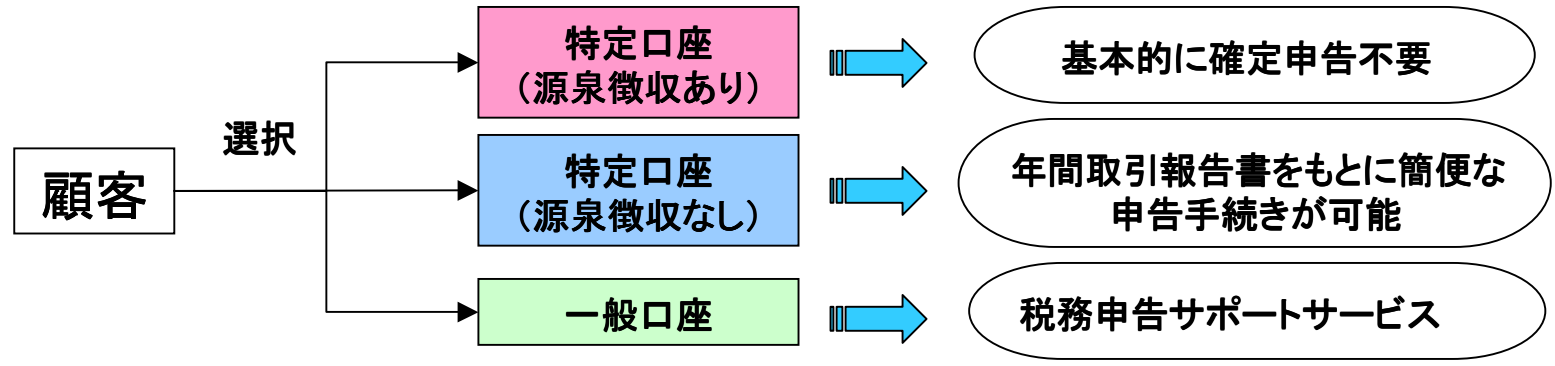 顧客
選択
特定口座
（源泉徴収あり）
基本的に確定申告不要
特定口座
（源泉徴収なし）
年間取引報告書をもとに簡便な
申告手続きが可能
一般口座
税務申告サポートサービス